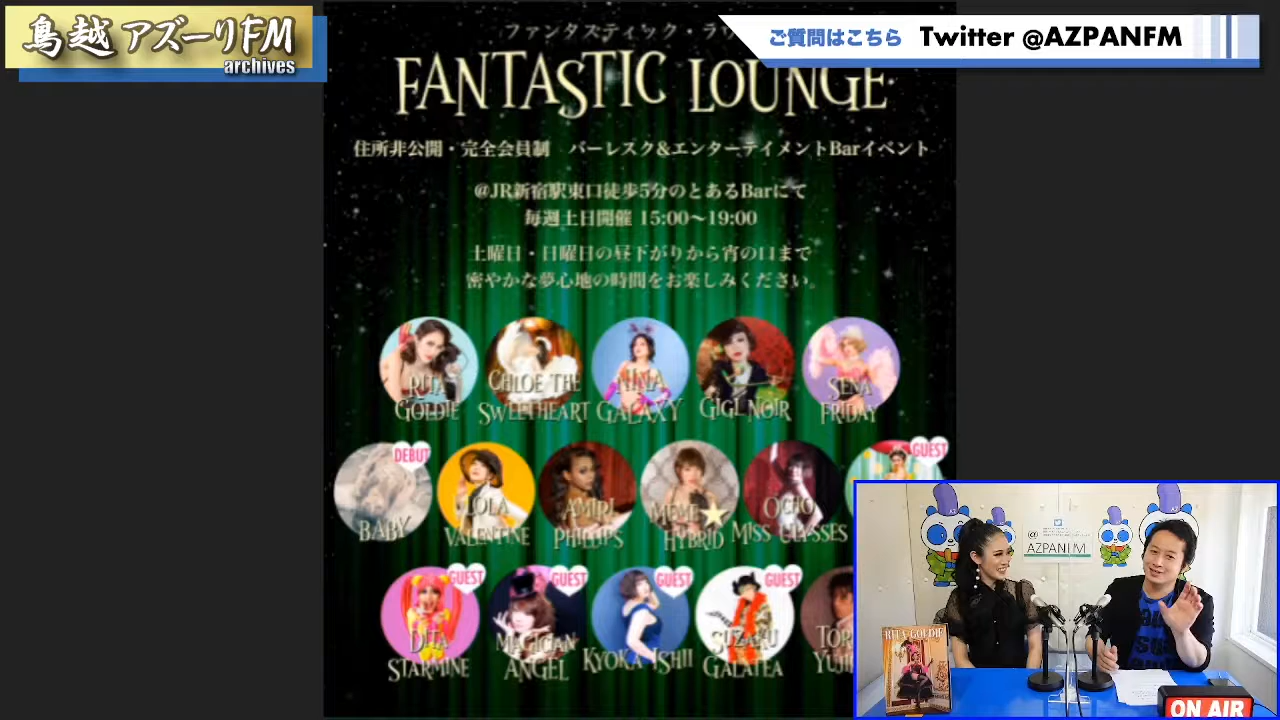 鳥越アズーリFM
archives
ご質問はこちら Twitter @AZPANFM
ファンタスティック・ラウ
FANTASTIC LOUNGE
住所非公開・完全会員制 バーレスク&エンターテイメントBarイベント
@JR新宿駅東口徒歩5分のとあるBarにて
毎週土日開催 15:00〜19:00
土曜日・日曜日の昼下がりから宵の口まで
密やかな夢心地の時間をお楽しみください。
RITA GOLDIE
CHLOE THE SWEETHEART
NINA GALAXY
GIGI NOIR
SENA FRIDAY
DEBUT
BABY
LOLA VALENTINE
AMIRI PHILLIPS
MEME★HYBRID
OCHO MISS ULYSSES
GUEST
GUEST
DITA STARMINE
GUEST
MAGICIAN ANGEL
GUEST
KYOKA ISHII
GUEST
SUZAKU GALATEA
@
AZPANFM
RITA GOLDIE
ON AIR